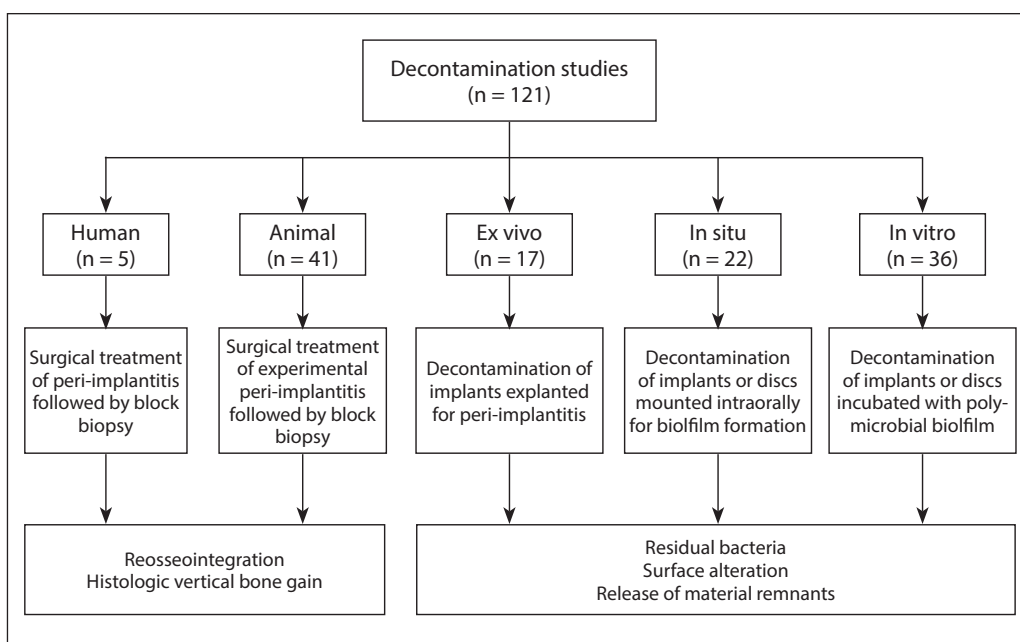 Decontamination studies
(n = 121)
Human
(n = 5)
Animal
(n = 41)
Ex vivo
(n = 17)
In situ
(n = 22)
In vitro
(n = 36)
Surgical treatment
of peri-implantitis
followed by block
biopsy
Surgical treatment
of experimental
peri-implantitis
followed by block
biopsy
Decontamination of
implants explanted
for peri-implantitis
Decontamination
of implants or discs
mounted intraorally
for biolfilm formation
Decontamination
of implants or discs
incubated with poly-
microbial biofilm
Reosseointegration
Histologic vertical bone gain
Residual bacteria
Surface alteration
Release of material remnants